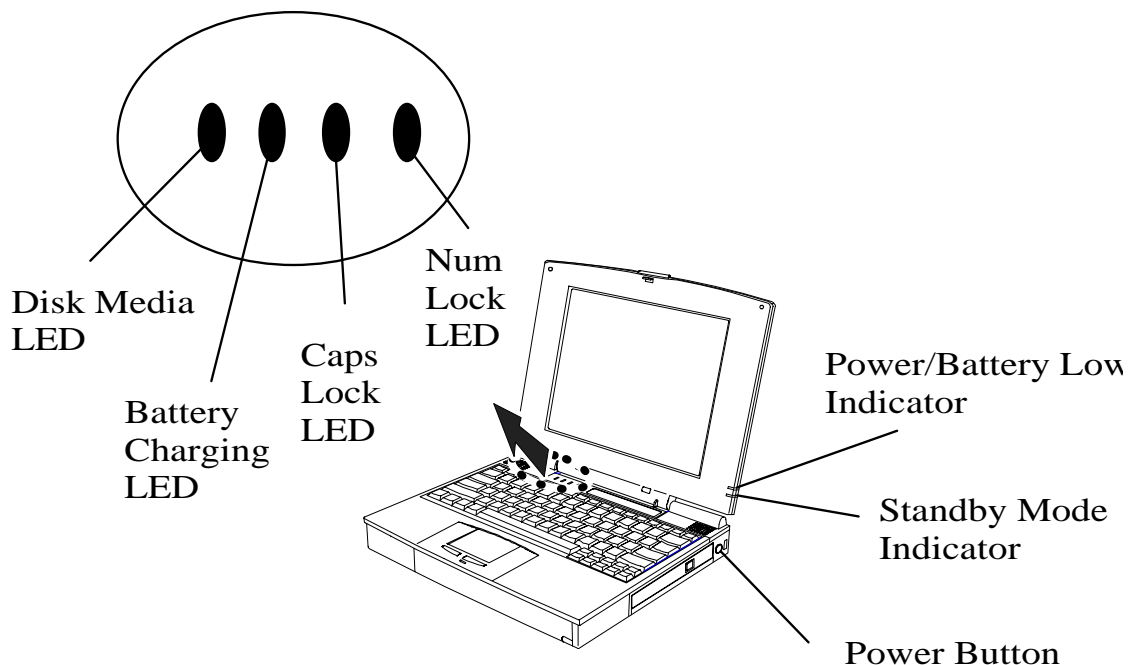 Disk Media
LED
Battery
Charging
LED
Caps
Lock
LED
Num
Lock
LED
Power/Battery Low
Indicator
Standby Mode
Indicator
Power Button